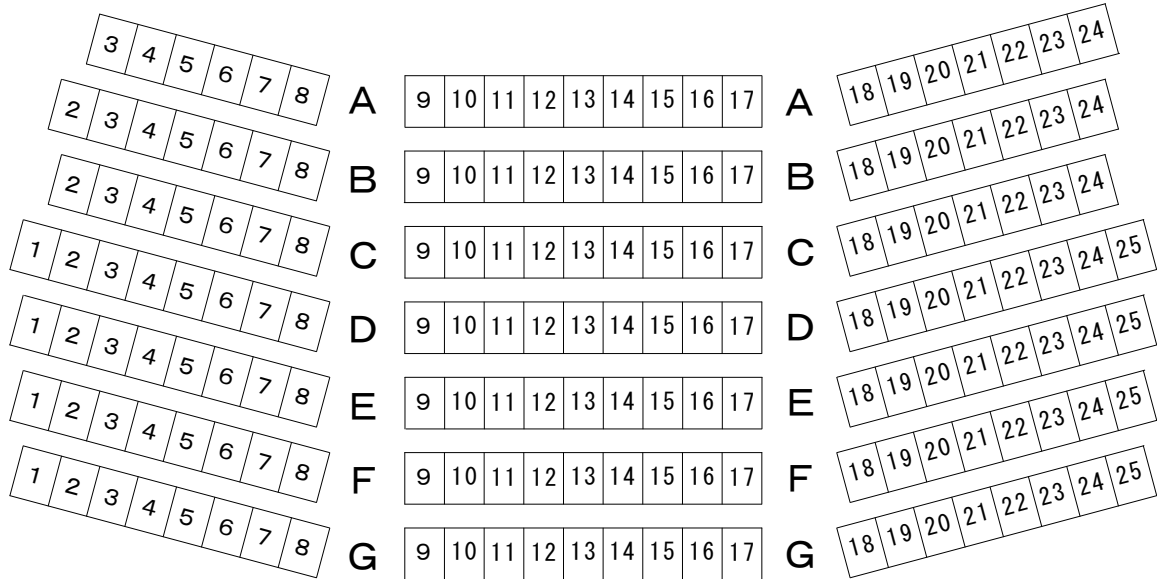 3 4 5 6 7 8 A 9 10 11 12 13 14 15 16 17 A 18 19 20 21 22 23 24
2 3 4 5 6 7 8 B 9 10 11 12 13 14 15 16 17 B 18 19 20 21 22 23 24
2 3 4 5 6 7 8 C 9 10 11 12 13 14 15 16 17 C 18 19 20 21 22 23 24
1 2 3 4 5 6 7 8 D 9 10 11 12 13 14 15 16 17 D 18 19 20 21 22 23 24 25
1 2 3 4 5 6 7 8 E 9 10 11 12 13 14 15 16 17 E 18 19 20 21 22 23 24 25
1 2 3 4 5 6 7 8 F 9 10 11 12 13 14 15 16 17 F 18 19 20 21 22 23 24 25
1 2 3 4 5 6 7 8 G 9 10 11 12 13 14 15 16 17 G 18 19 20 21 22 23 24 25